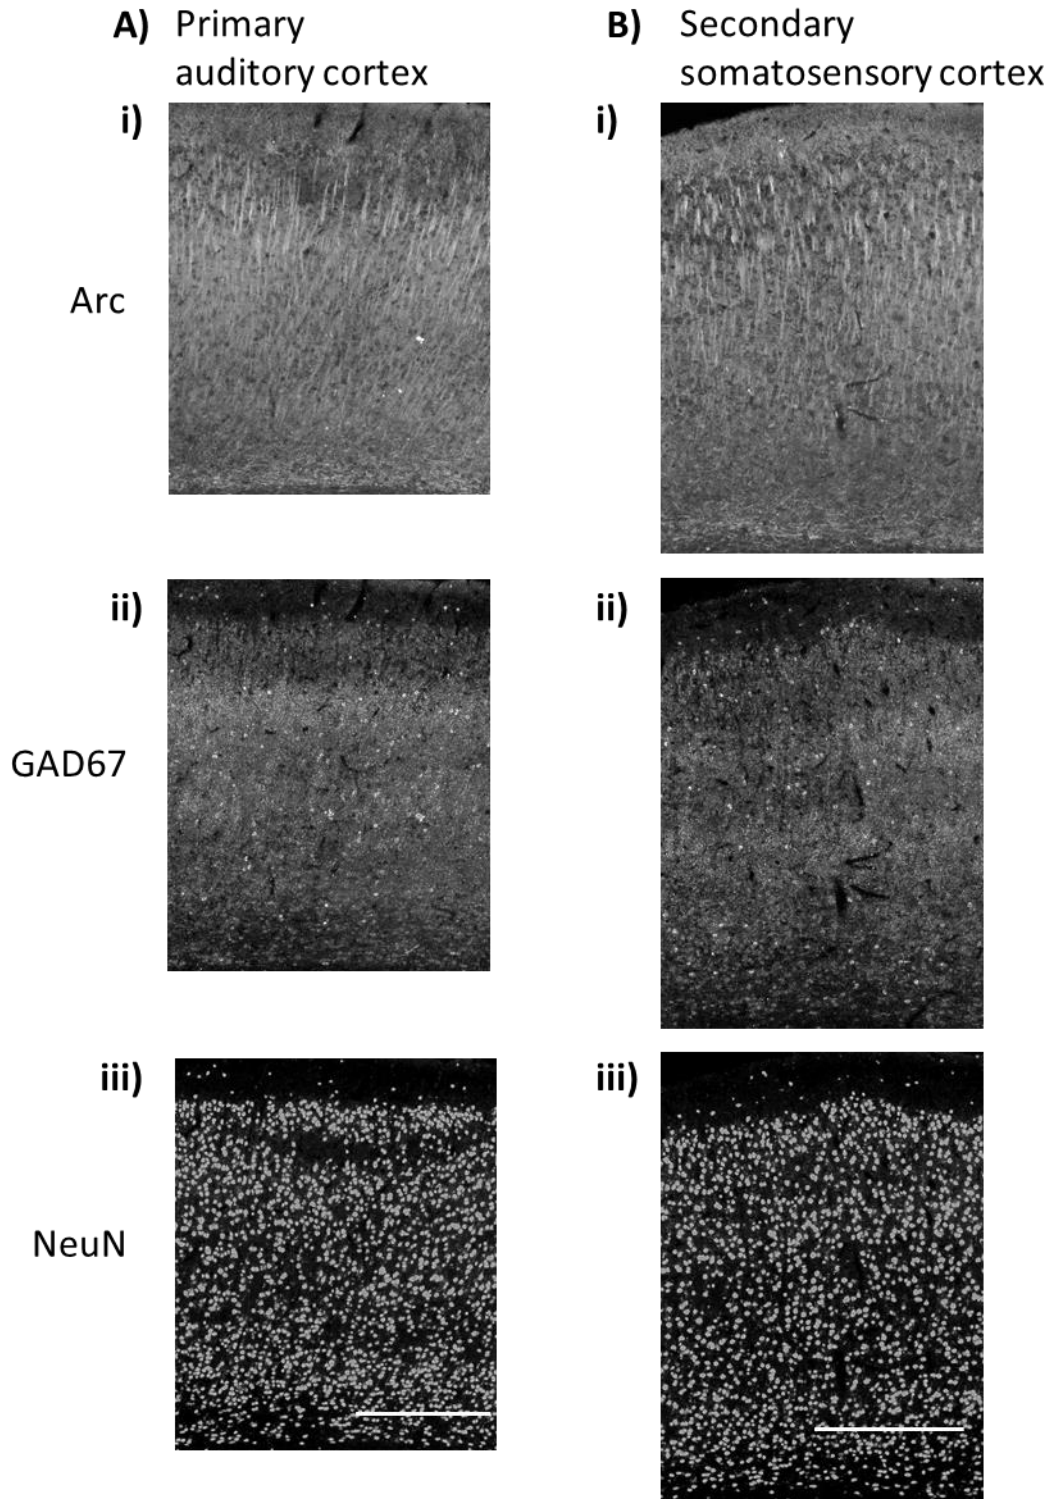 A) Primary
auditory cortex
B) Secondary
somatosensory cortex
i)
i)
Arc
ii)
ii)
GAD67
iii)
iii)
NeuN